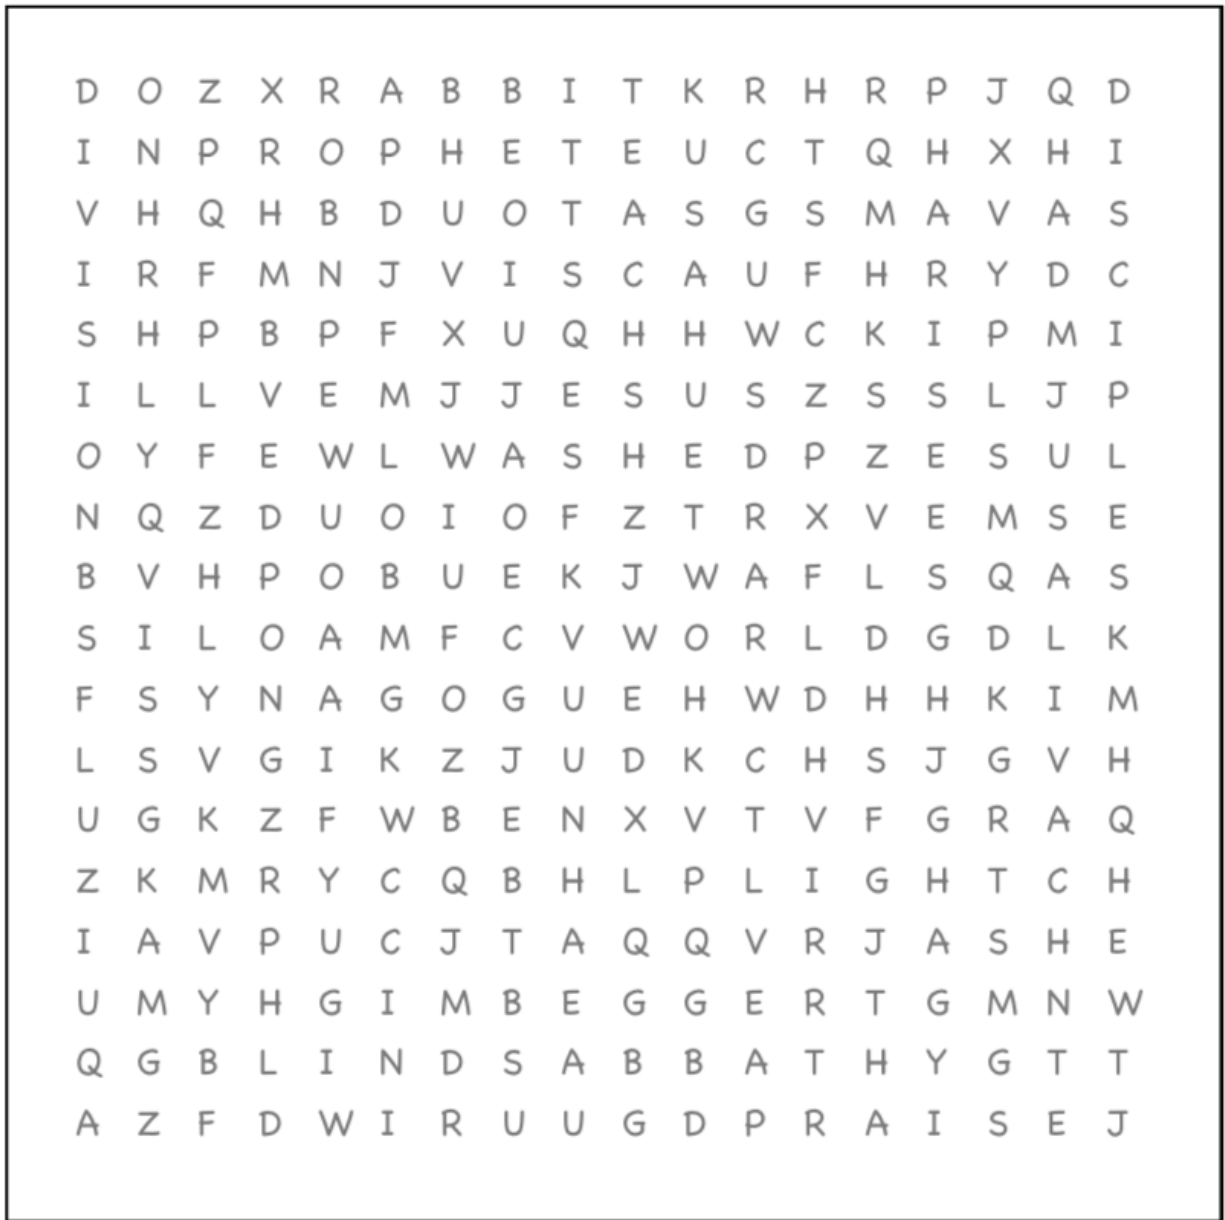 D O Z X R A B B I T K R H R P J Q D
I N P R O P H E T E U C T Q H X H I
V H Q H B D U O T A S G S M A V A S
I R F M N J V I S C A U F H R Y D C
S H P B P F X U Q H H W C K I P M I
I L L V E M J J E S U S Z S S L J P
O Y F E W L W A S H E D P Z E S U L
N Q Z D U O I O F Z T R X V E M S E
B V H P O B U E K J W A F L S Q A S
S I L O A M F C V W O R L D G D L K
F S Y N A G O G U E H W D H H K I M
L S V G I K Z J U D K C H S J G V H
U G K Z F W B E N X V T V F G R A Q
Z K M R Y C Q B H L P L I G H T C H
I A V P U C J T A Q Q V R J A S H E
U M Y H G I M B E G G E R T G M N W
Q G B L I N D S A B B A T H Y G T T
A Z F D W I R U U G D P R A I S E J